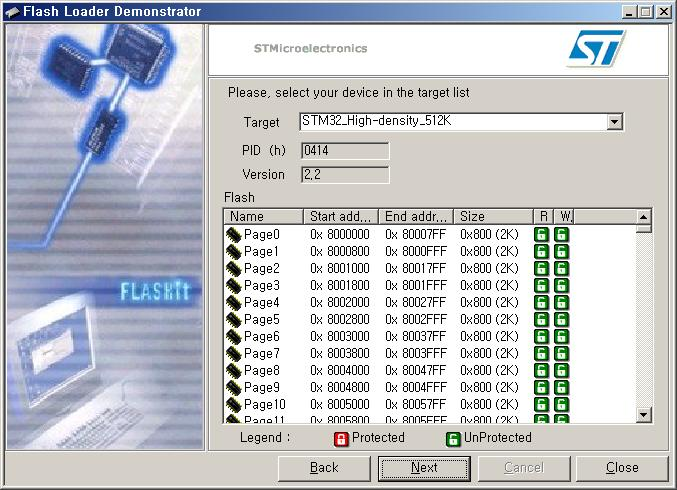 Flash Loader Demonstrator
STMicroelectronics
ST
Please, select your device in the target list
Target STM32_High-density_512K
PID (h) 0414
Version 2,2
Flash
Name Start add,,, End addr,,, Size R W,
Page0 0x 8000000 0x 80007FF 0x800 (2K)
Page1 0x 8000800 0x 8000FFF 0x800 (2K)
Page2 0x 8001000 0x 80017FF 0x800 (2K)
Page3 0x 8001800 0x 8001FFF 0x800 (2K)
Page4 0x 8002000 0x 80027FF 0x800 (2K)
Page5 0x 8002800 0x 8002FFF 0x800 (2K)
Page6 0x 8003000 0x 80037FF 0x800 (2K)
Page7 0x 8003800 0x 8003FFF 0x800 (2K)
Page8 0x 8004000 0x 80047FF 0x800 (2K)
Page9 0x 8004800 0x 8004FFF 0x800 (2K)
Page10 0x 8005000 0x 80057FF 0x800 (2K)
Page11 0x 8005800 0x 8005FFF 0x800 (2K)
FLASHit
Legend : Protected UnProtected
Back Next Cancel Close